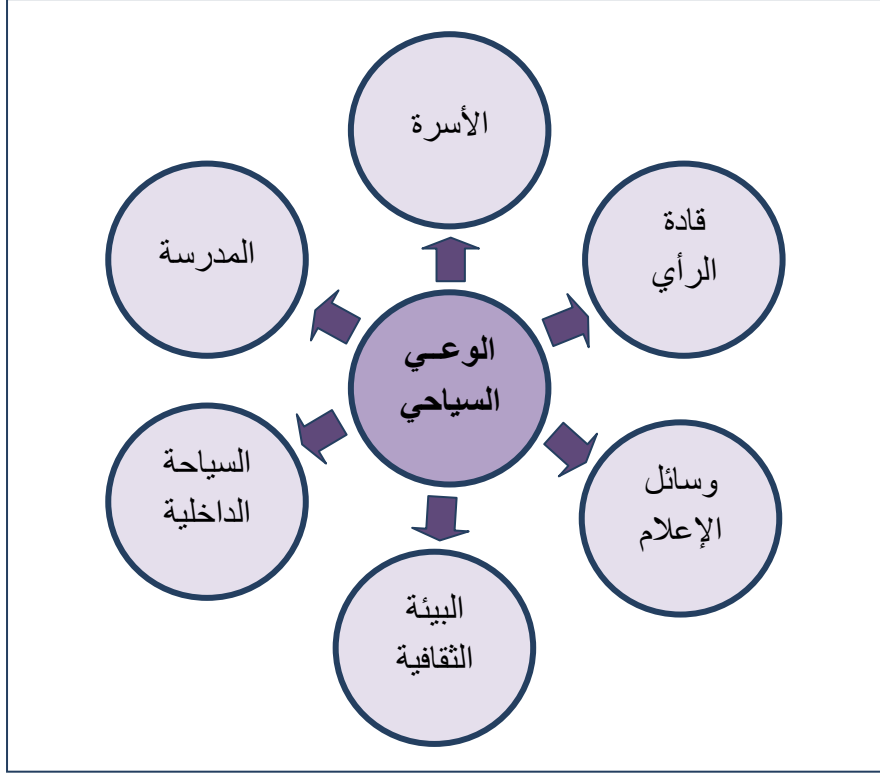 الأسرة
قادة
الرأي
المدرسة
الوعـي
السياحي
السياحة
الداخلية
وسائل
الإعلام
البيئة
الثقافية